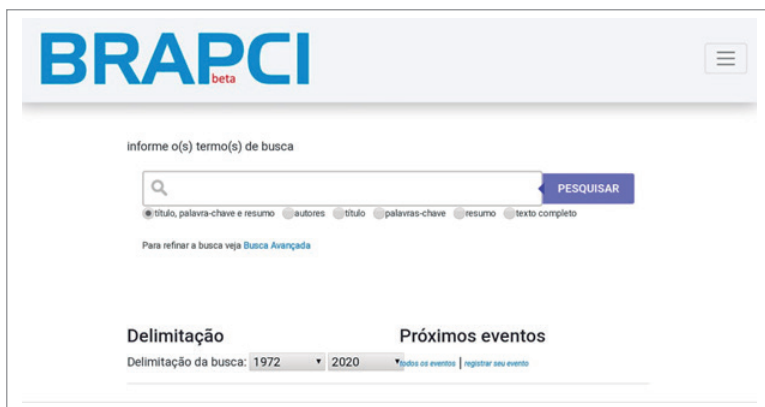 BRAPCI
beta
informe o(s) termo(s) de busca
PESQUISAR
título, palavra-chave e resumo autores título palavras-chave resumo texto completo
Para refinar a busca veja Busca Avançada
Delimitação
Delimitação da busca: 1972 2020
Próximos eventos
todos os eventos | registrar seu evento